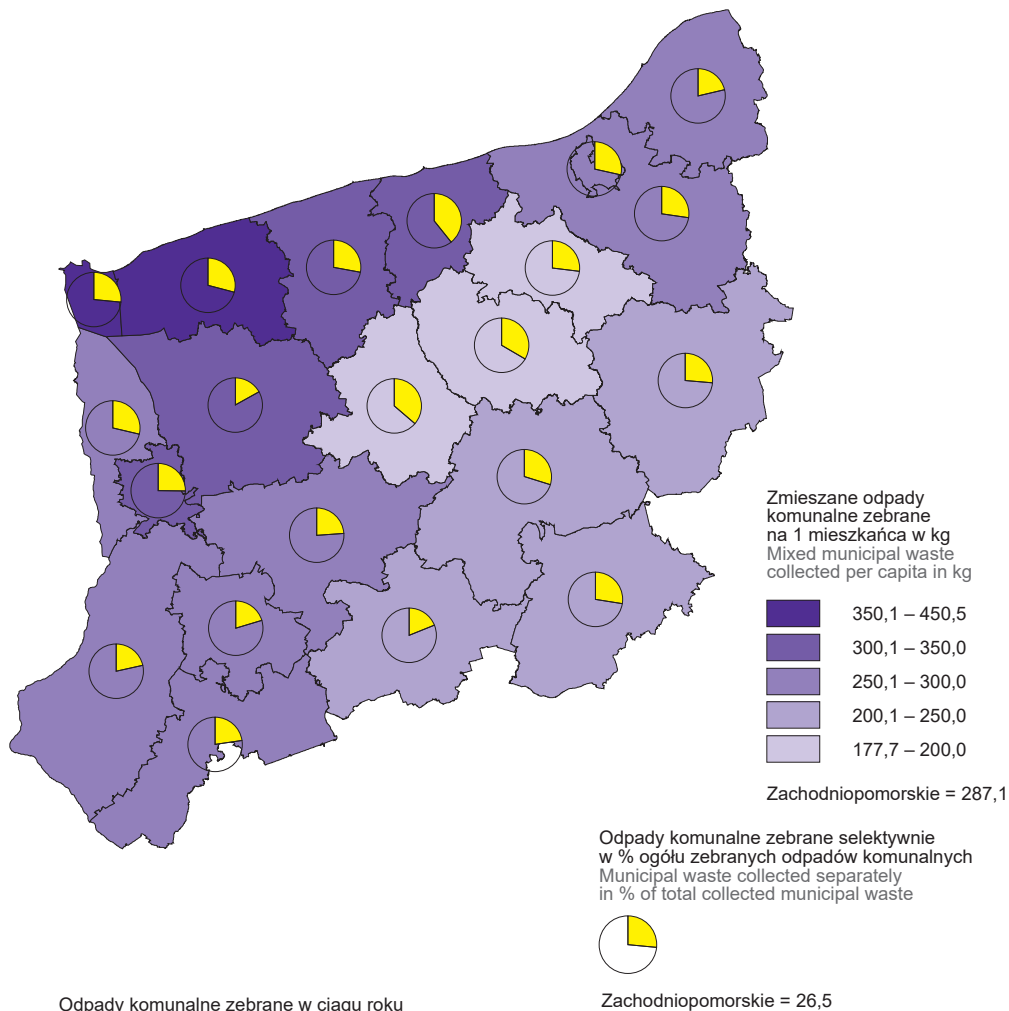 Zmieszane odpady
komunalne zebrane
na 1 mieszkańca w kg
Mixed municipal waste
collected per capita in kg
350,1 – 450,5
300,1 – 350,0
250,1 – 300,0
200,1 – 250,0
177,7 – 200,0
Zachodniopomorskie = 287,1
Odpady komunalne zebrane selektywnie
w % ogółu zebranych odpadów komunalnych
Municipal waste collected separately
in % of total collected municipal waste
Zachodniopomorskie = 26,5
Odpady komunalne zebrane w ciągu roku